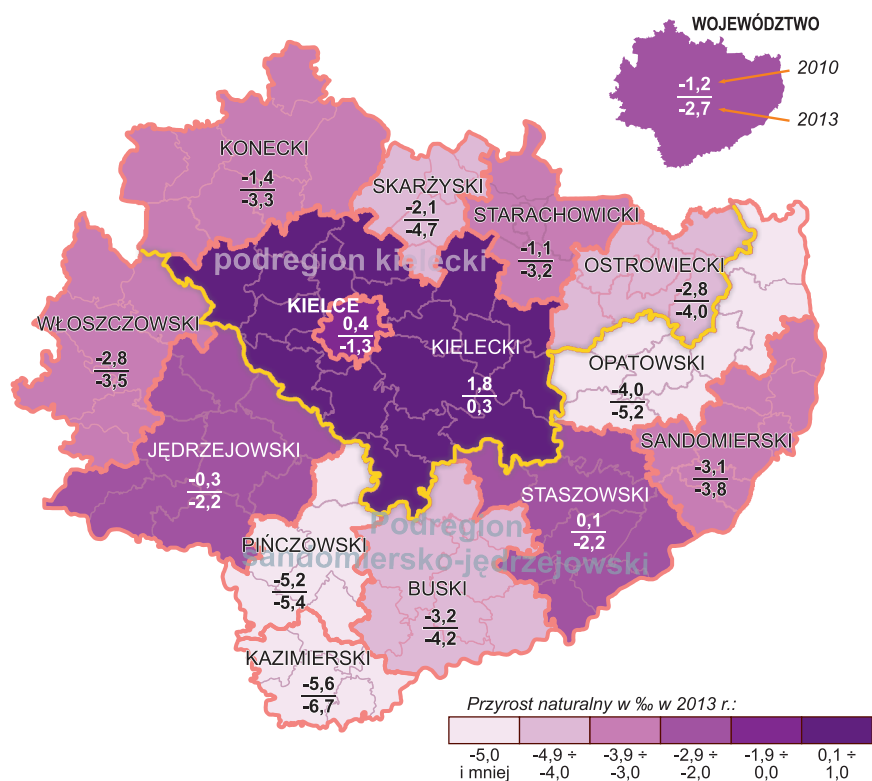 WOJEWÓDZTWO
-1,2
-2,7
2010
2013
KONECKI
-1,4
-3,3
SKARŻYSKI
-2,1
-4,7
STARACHOWICKI
-1,1
-3,2
podregion kielecki
OSTROWIECKI
-2,8
-4,0
KIELCE
0,4
-1,3
WŁOSZCZOWSKI
-2,8
-3,5
KIELECKI
1,8
0,3
OPATOWSKI
-4,0
-5,2
JĘDRZEJOWSKI
-0,3
-2,2
SANDOMIERSKI
-3,1
-3,8
STASZOWSKI
0,1
-2,2
Podregion
sandomiersko-jędrzejowski
PIŃCZOWSKI
-5,2
-5,4
BUSKI
-3,2
-4,2
KAZIMIERSKI
-5,6
-6,7
Przyrost naturalny w ‰ w 2013 r.:
-5,0 -4,9 ÷ -3,9 ÷ -2,9 ÷ -1,9 ÷ 0,1 ÷
i mniej -4,0 -3,0 -2,0 0,0 1,0